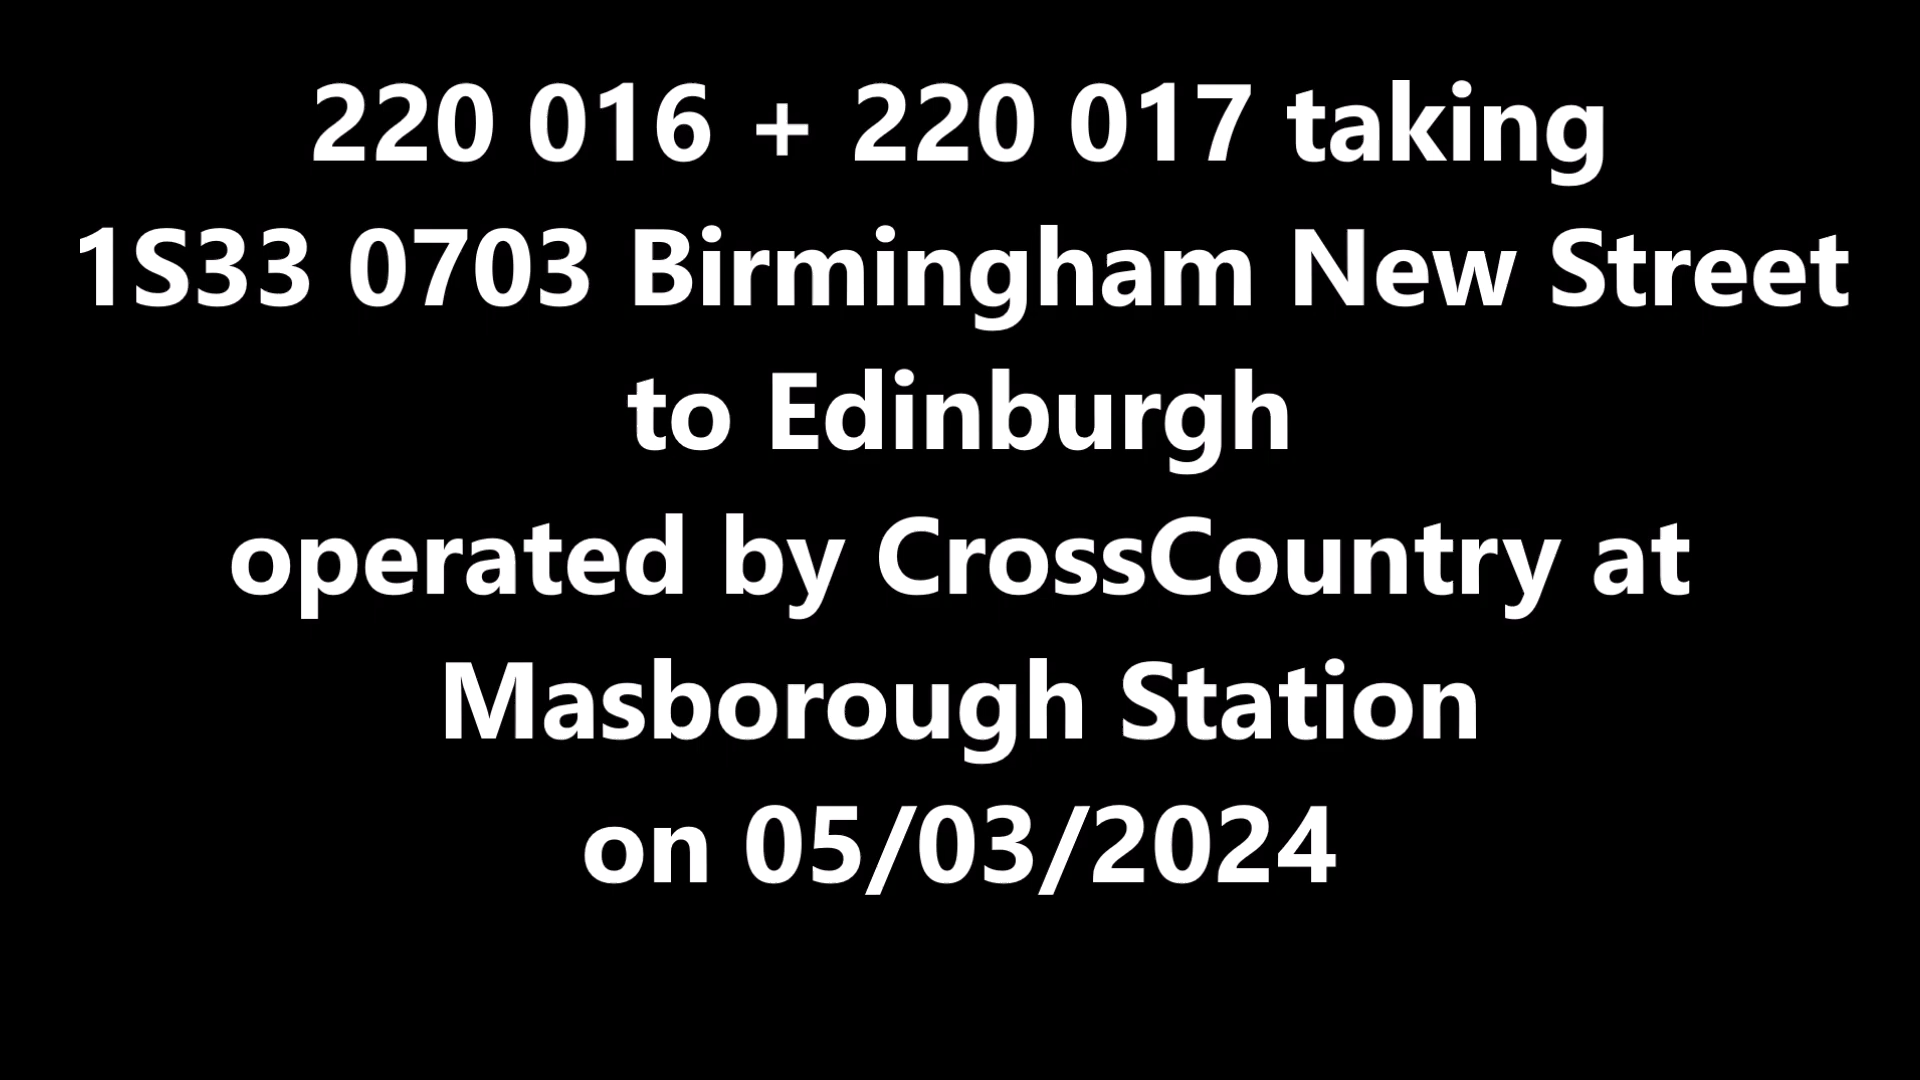 220 016 + 220 017 taking
1S33 0703 Birmingham New Street
to Edinburgh
operated by CrossCountry at
Masborough Station
on 05/03/2024